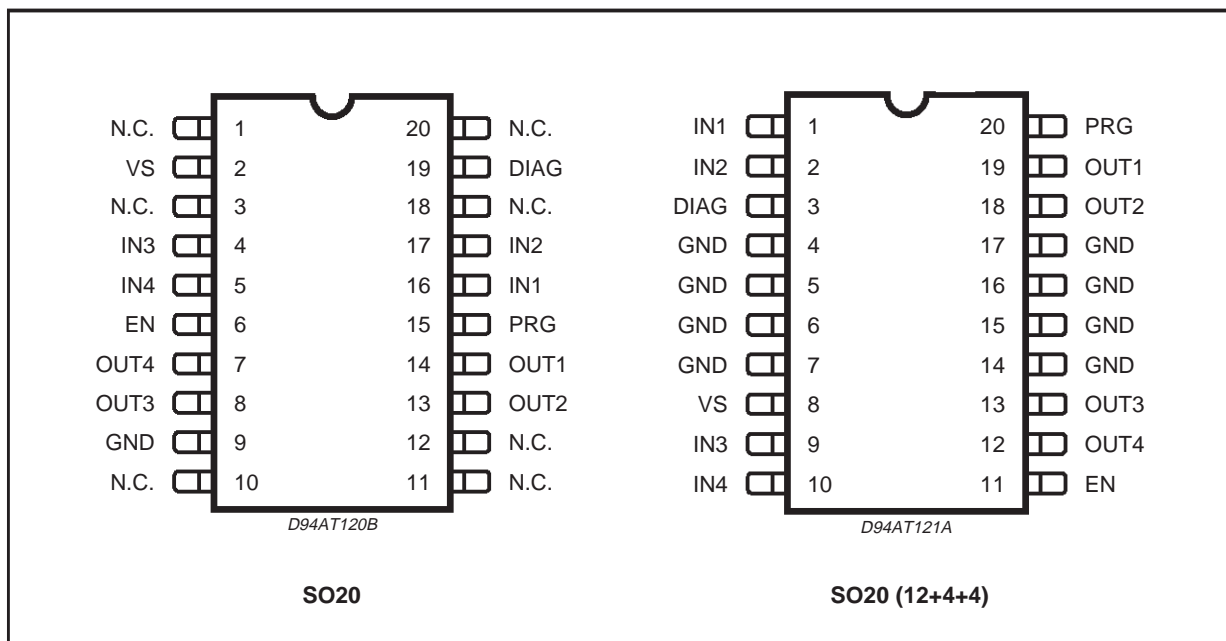 N.C. 1 20 N.C.
VS 2 19 DIAG
N.C. 3 18 N.C.
IN3 4 17 IN2
IN4 5 16 IN1
EN 6 15 PRG
OUT4 7 14 OUT1
OUT3 8 13 OUT2
GND 9 12 N.C.
N.C. 10 11 N.C.
D94AT120B
SO20
IN1 1 20 PRG
IN2 2 19 OUT1
DIAG 3 18 OUT2
GND 4 17 GND
GND 5 16 GND
GND 6 15 GND
GND 7 14 GND
VS 8 13 OUT3
IN3 9 12 OUT4
IN4 10 11 EN
D94AT121A
SO20 (12+4+4)